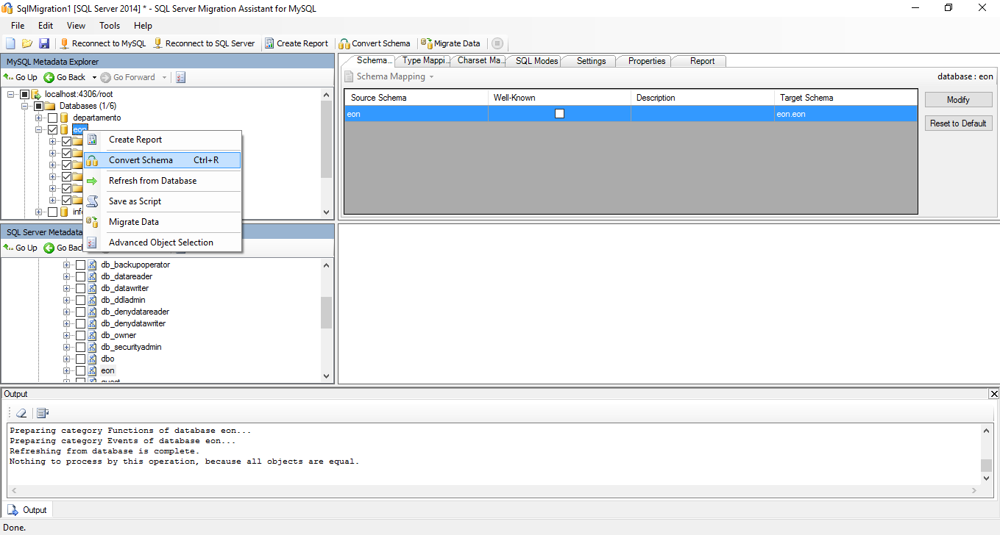 SqlMigration1 [SQL Server 2014] * - SQL Server Migration Assistant for MySQL
File Edit View Tools Help
Reconnect to MySQL Reconnect to SQL Server Create Report Convert Schema Migrate Data
MySQL Metadata Explorer
Go Up Go Back Go Forward
localhost:4306/root
Databases (1/6)
departamento
eon
Create Report
Convert Schema Ctrl+R
Refresh from Database
Save as Script
Migrate Data
Advanced Object Selection
Schema... Type Mappi... Charset Ma... SQL Modes Settings Properties Report
Schema Mapping database : eon
Source Schema Well-Known Description Target Schema
eon eon.eon
Modify
Reset to Default
SQL Server Metadata
Go Up Go Back
db_backupoperator
db_datareader
db_datawriter
db_ddladmin
db_denydatareader
db_denydatawriter
db_owner
db_securityadmin
dbo
eon
Output
Preparing category Functions of database eon...
Preparing category Events of database eon...
Refreshing from database is complete.
Nothing to process by this operation, because all objects are equal.
Output
Done.